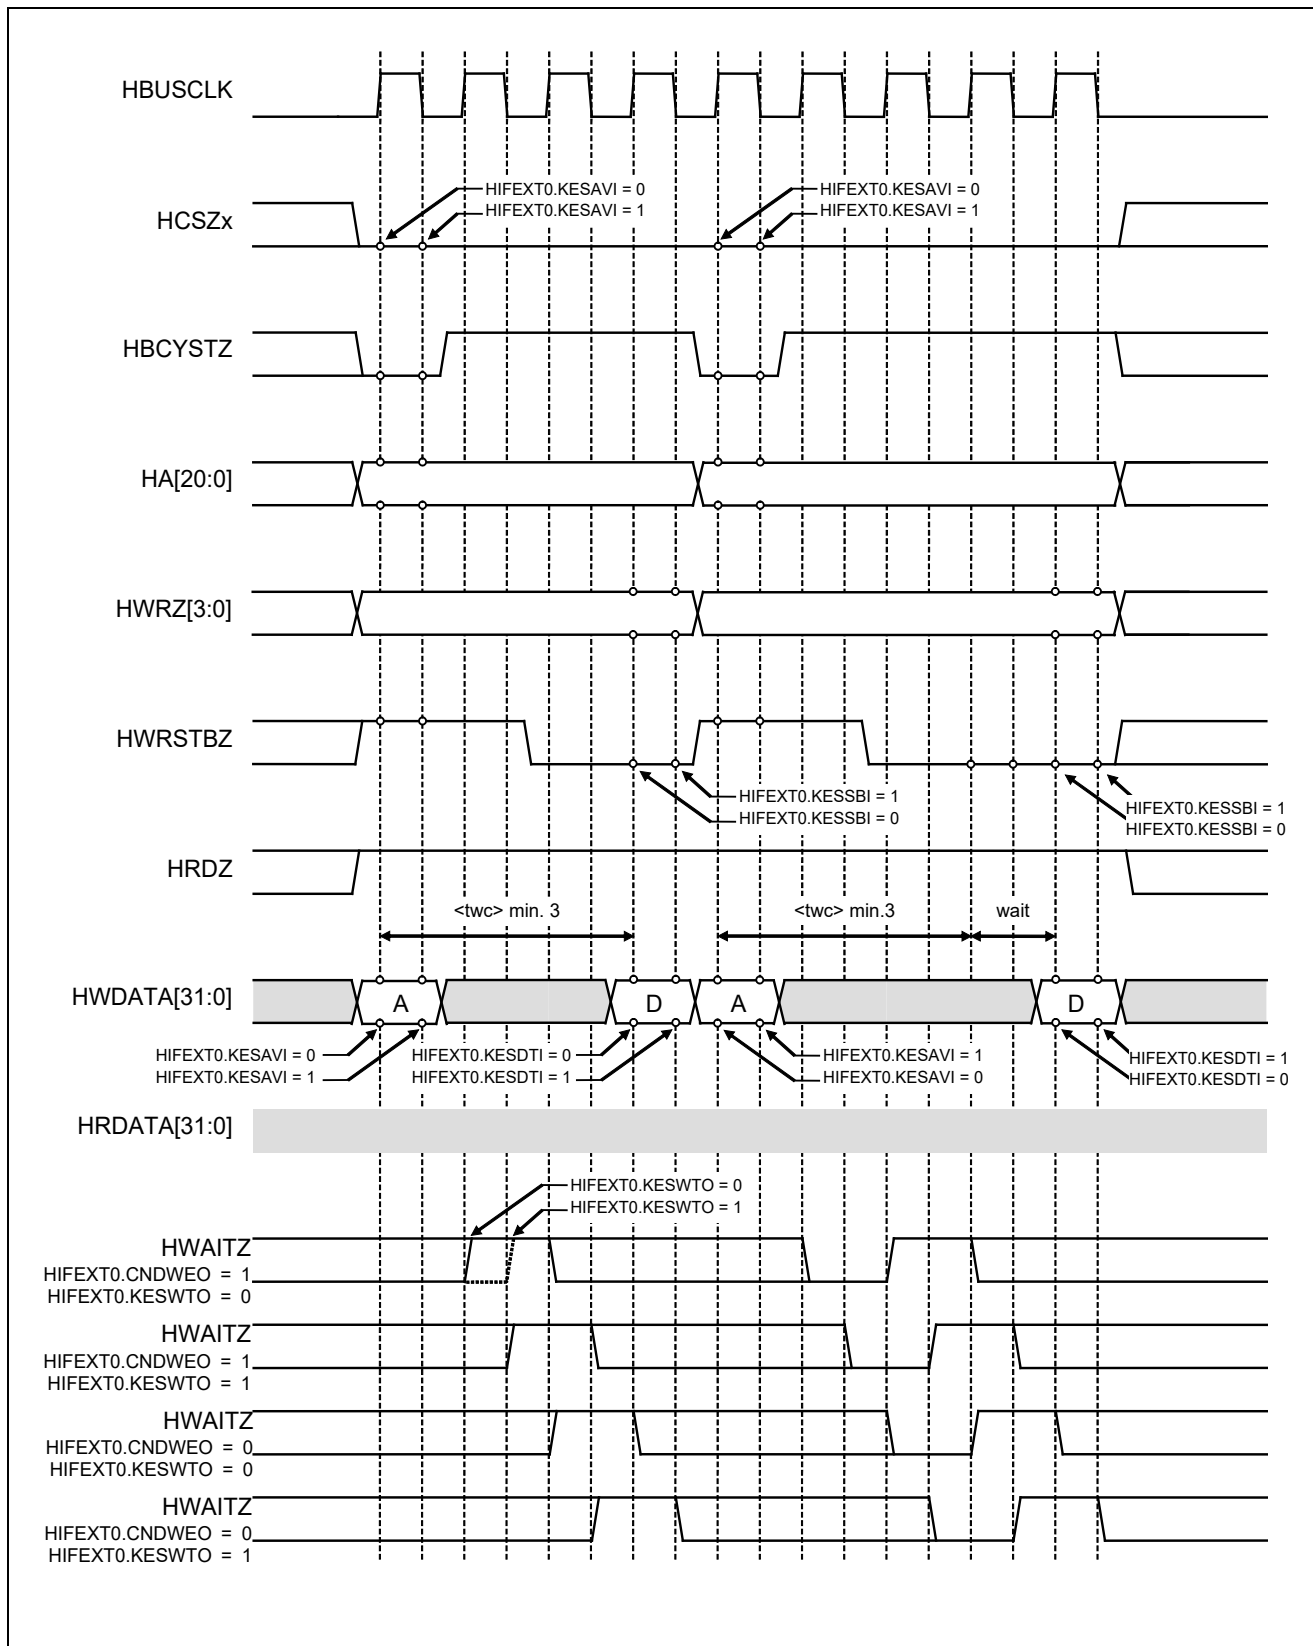 HBUSCLK
HIFEXT0.KESAVI = 0
HIFEXT0.KESAVI = 1
HIFEXT0.KESAVI = 0
HIFEXT0.KESAVI = 1
HCSZx
HBCYSTZ
HA[20:0]
HWRZ[3:0]
HWRSTBZ
HIFEXT0.KESSBI = 1
HIFEXT0.KESSBI = 0
HIFEXT0.KESSBI = 1
HIFEXT0.KESSBI = 0
HRDZ
<twc> min. 3
<twc> min.3
wait
HWDATA[31:0]
A
D
A
D
HIFEXT0.KESAVI = 0
HIFEXT0.KESAVI = 1
HIFEXT0.KESDTI = 0
HIFEXT0.KESDTI = 1
HIFEXT0.KESAVI = 1
HIFEXT0.KESAVI = 0
HIFEXT0.KESDTI = 1
HIFEXT0.KESDTI = 0
HRDATA[31:0]
HIFEXT0.KESWTO = 0
HIFEXT0.KESWTO = 1
HWAITZ
HIFEXT0.CNDWEO = 1
HIFEXT0.KESWTO = 0
HWAITZ
HIFEXT0.CNDWEO = 1
HIFEXT0.KESWTO = 1
HWAITZ
HIFEXT0.CNDWEO = 0
HIFEXT0.KESWTO = 0
HWAITZ
HIFEXT0.CNDWEO = 0
HIFEXT0.KESWTO = 1